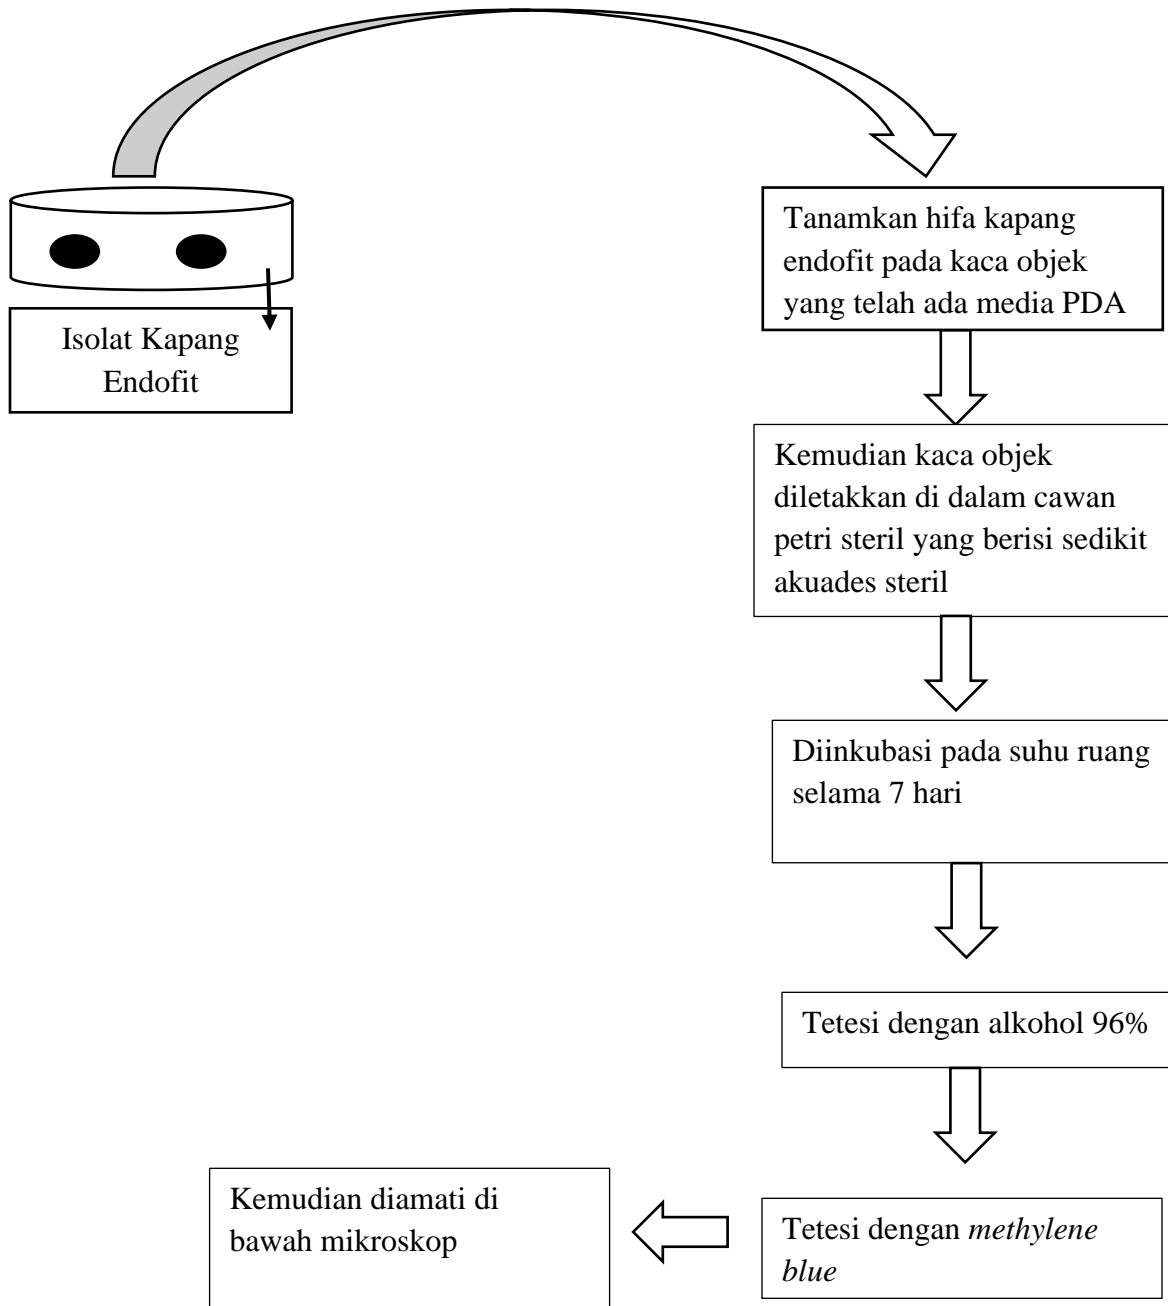 Isolat Kapang
Endofit
Tanamkan hifa kapang
endofit pada kaca objek
yang telah ada media PDA
Kemudian kaca objek
diletakkan di dalam cawan
petri steril yang berisi sedikit
akuades steril
Diinkubasi pada suhu ruang
selama 7 hari
Tetesi dengan alkohol 96%
Tetesi dengan methylene
blue
Kemudian diamati di
bawah mikroskop